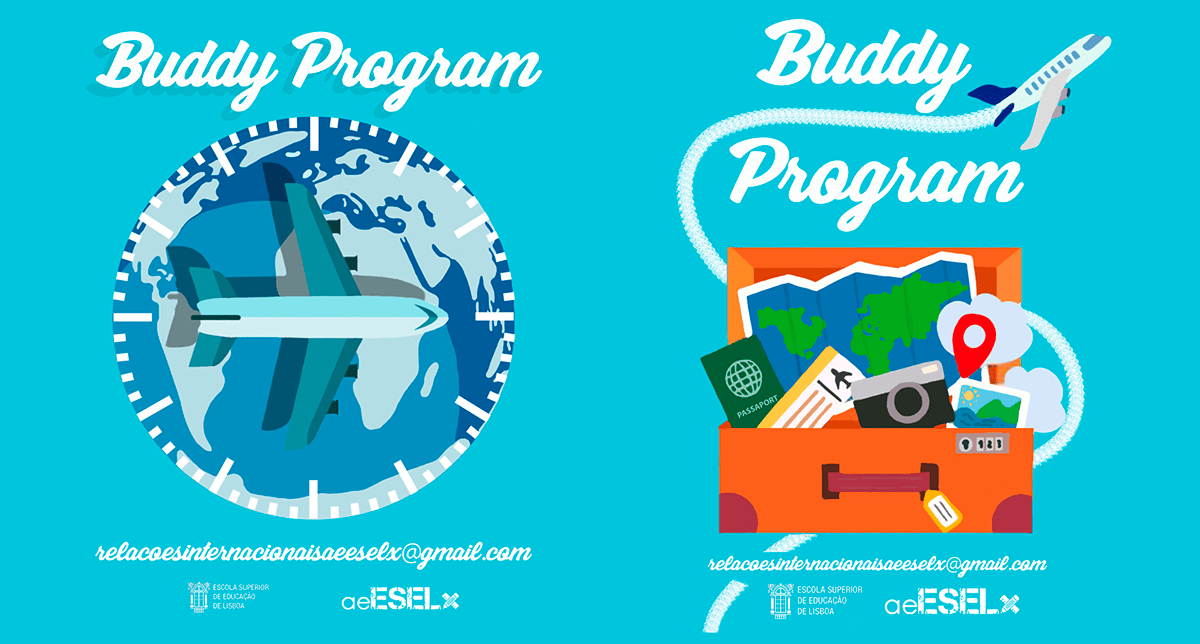 Buddy Program
relacoesinternacionaisaeeselx@gmail.com
ESCOLA SUPERIOR
DE EDUCAÇÃO
DE LISBOA
aeESELx
Buddy
Program
PASSAPORT
relacoesinternacionaisaeeselx@gmail.com
ESCOLA SUPERIOR
DE EDUCAÇÃO
DE LISBOA
aeESELx